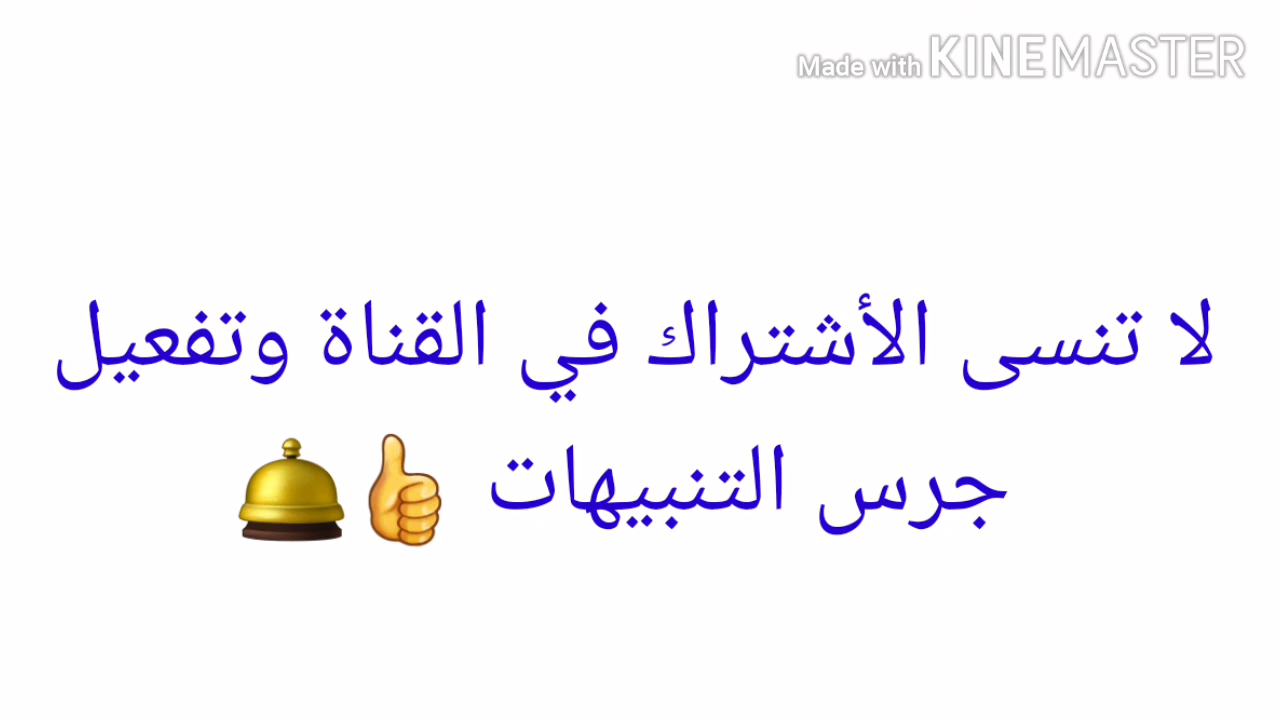 Made with KINEMASTER
لا تنسى الأشتراك في القناة وتفعيل
جرس التنبيهات 👍🛎